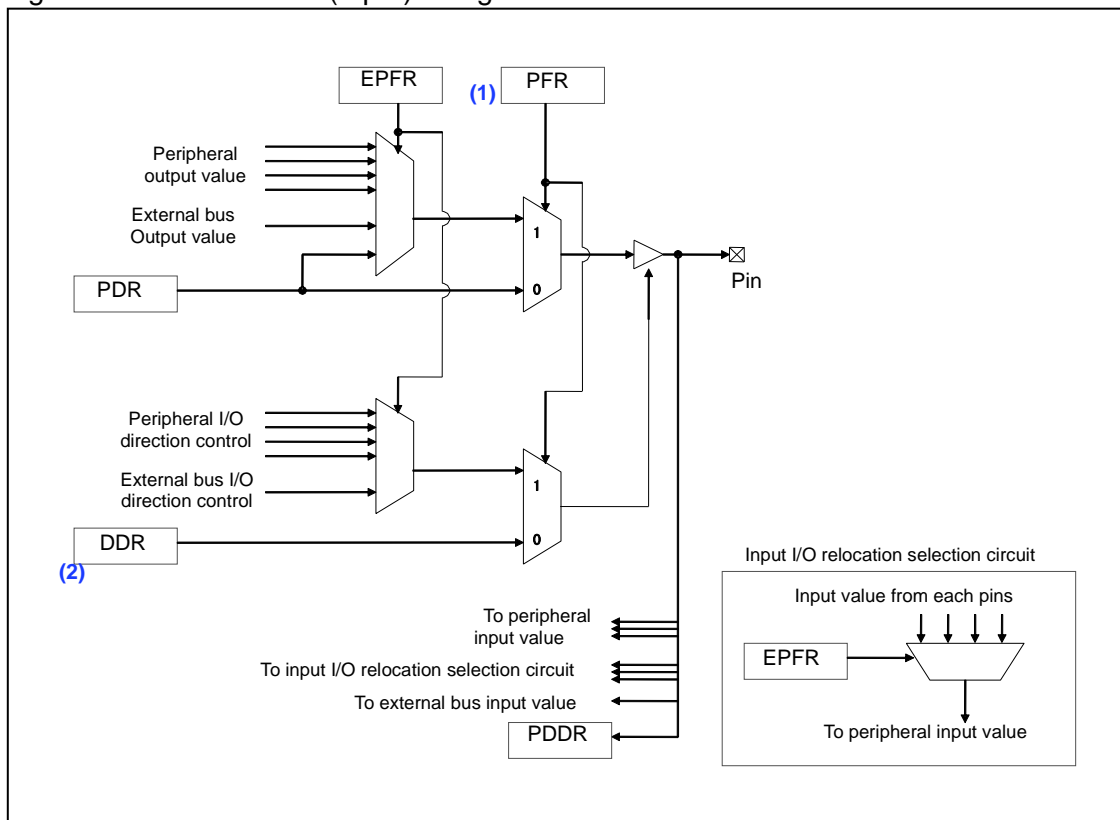 EPFR
PFR
(1)
Peripheral
output value
External bus
Output value
PDR
1
0
Pin
Peripheral I/O
direction control
External bus I/O
direction control
DDR
(2)
1
0
To peripheral
input value
To input I/O relocation selection circuit
To external bus input value
PDDR
Input I/O relocation selection circuit
Input value from each pins
EPFR
To peripheral input value